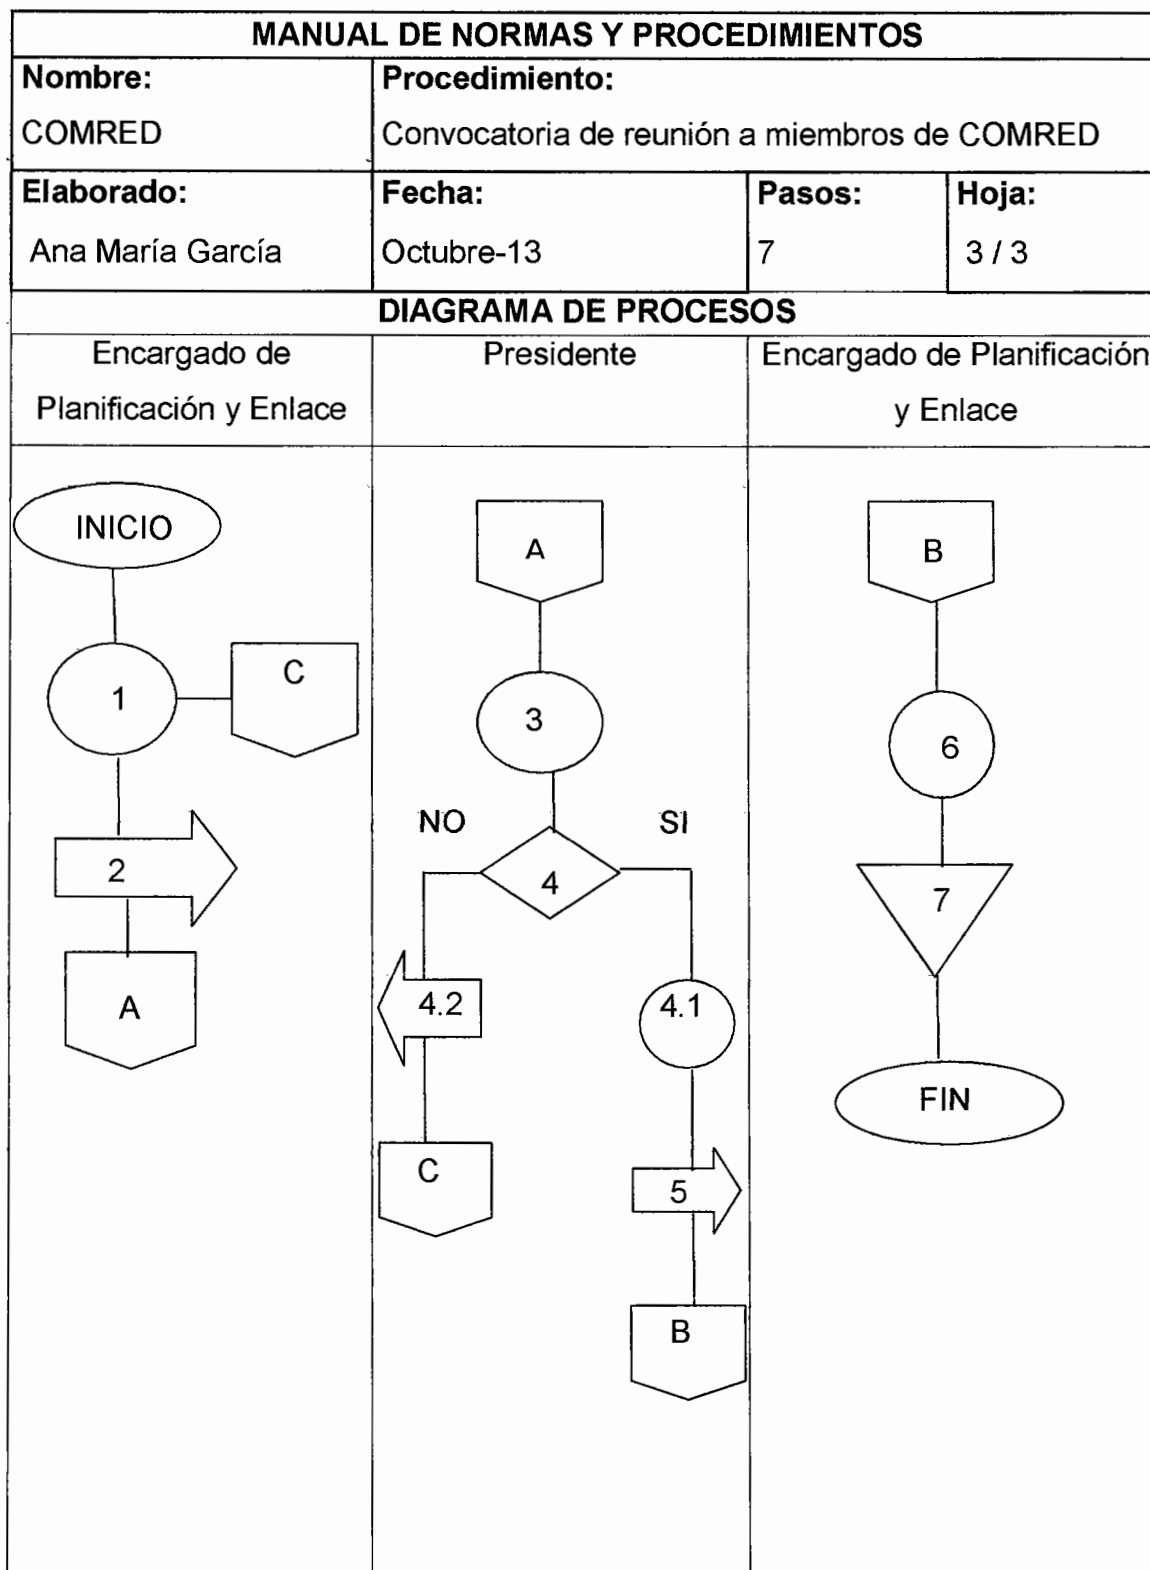 MANUAL DE NORMAS Y PROCEDIMIENTOS
Nombre:
COMRED
Procedimiento:
Convocatoria de reunión a miembros de COMRED
Elaborado:
Ana María García
Fecha:
Octubre-13
Pasos:
7
Hoja:
3 / 3
DIAGRAMA DE PROCESOS
Encargado de
Planificación y Enlace
Presidente
Encargado de Planificación
y Enlace
INICIO
1
C
2
A
A
3
NO
SI
4
4.2
4.1
C
5
B
B
6
7
FIN